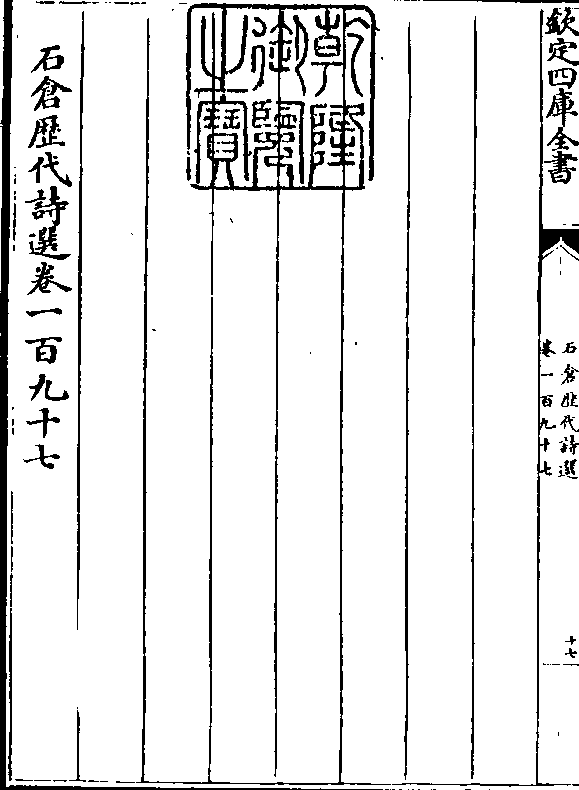 欽定四庫全書
石倉歴代詩選
卷一百九十七
十七
乾隆御覽之寶
石倉歴代詩選卷一百九十七